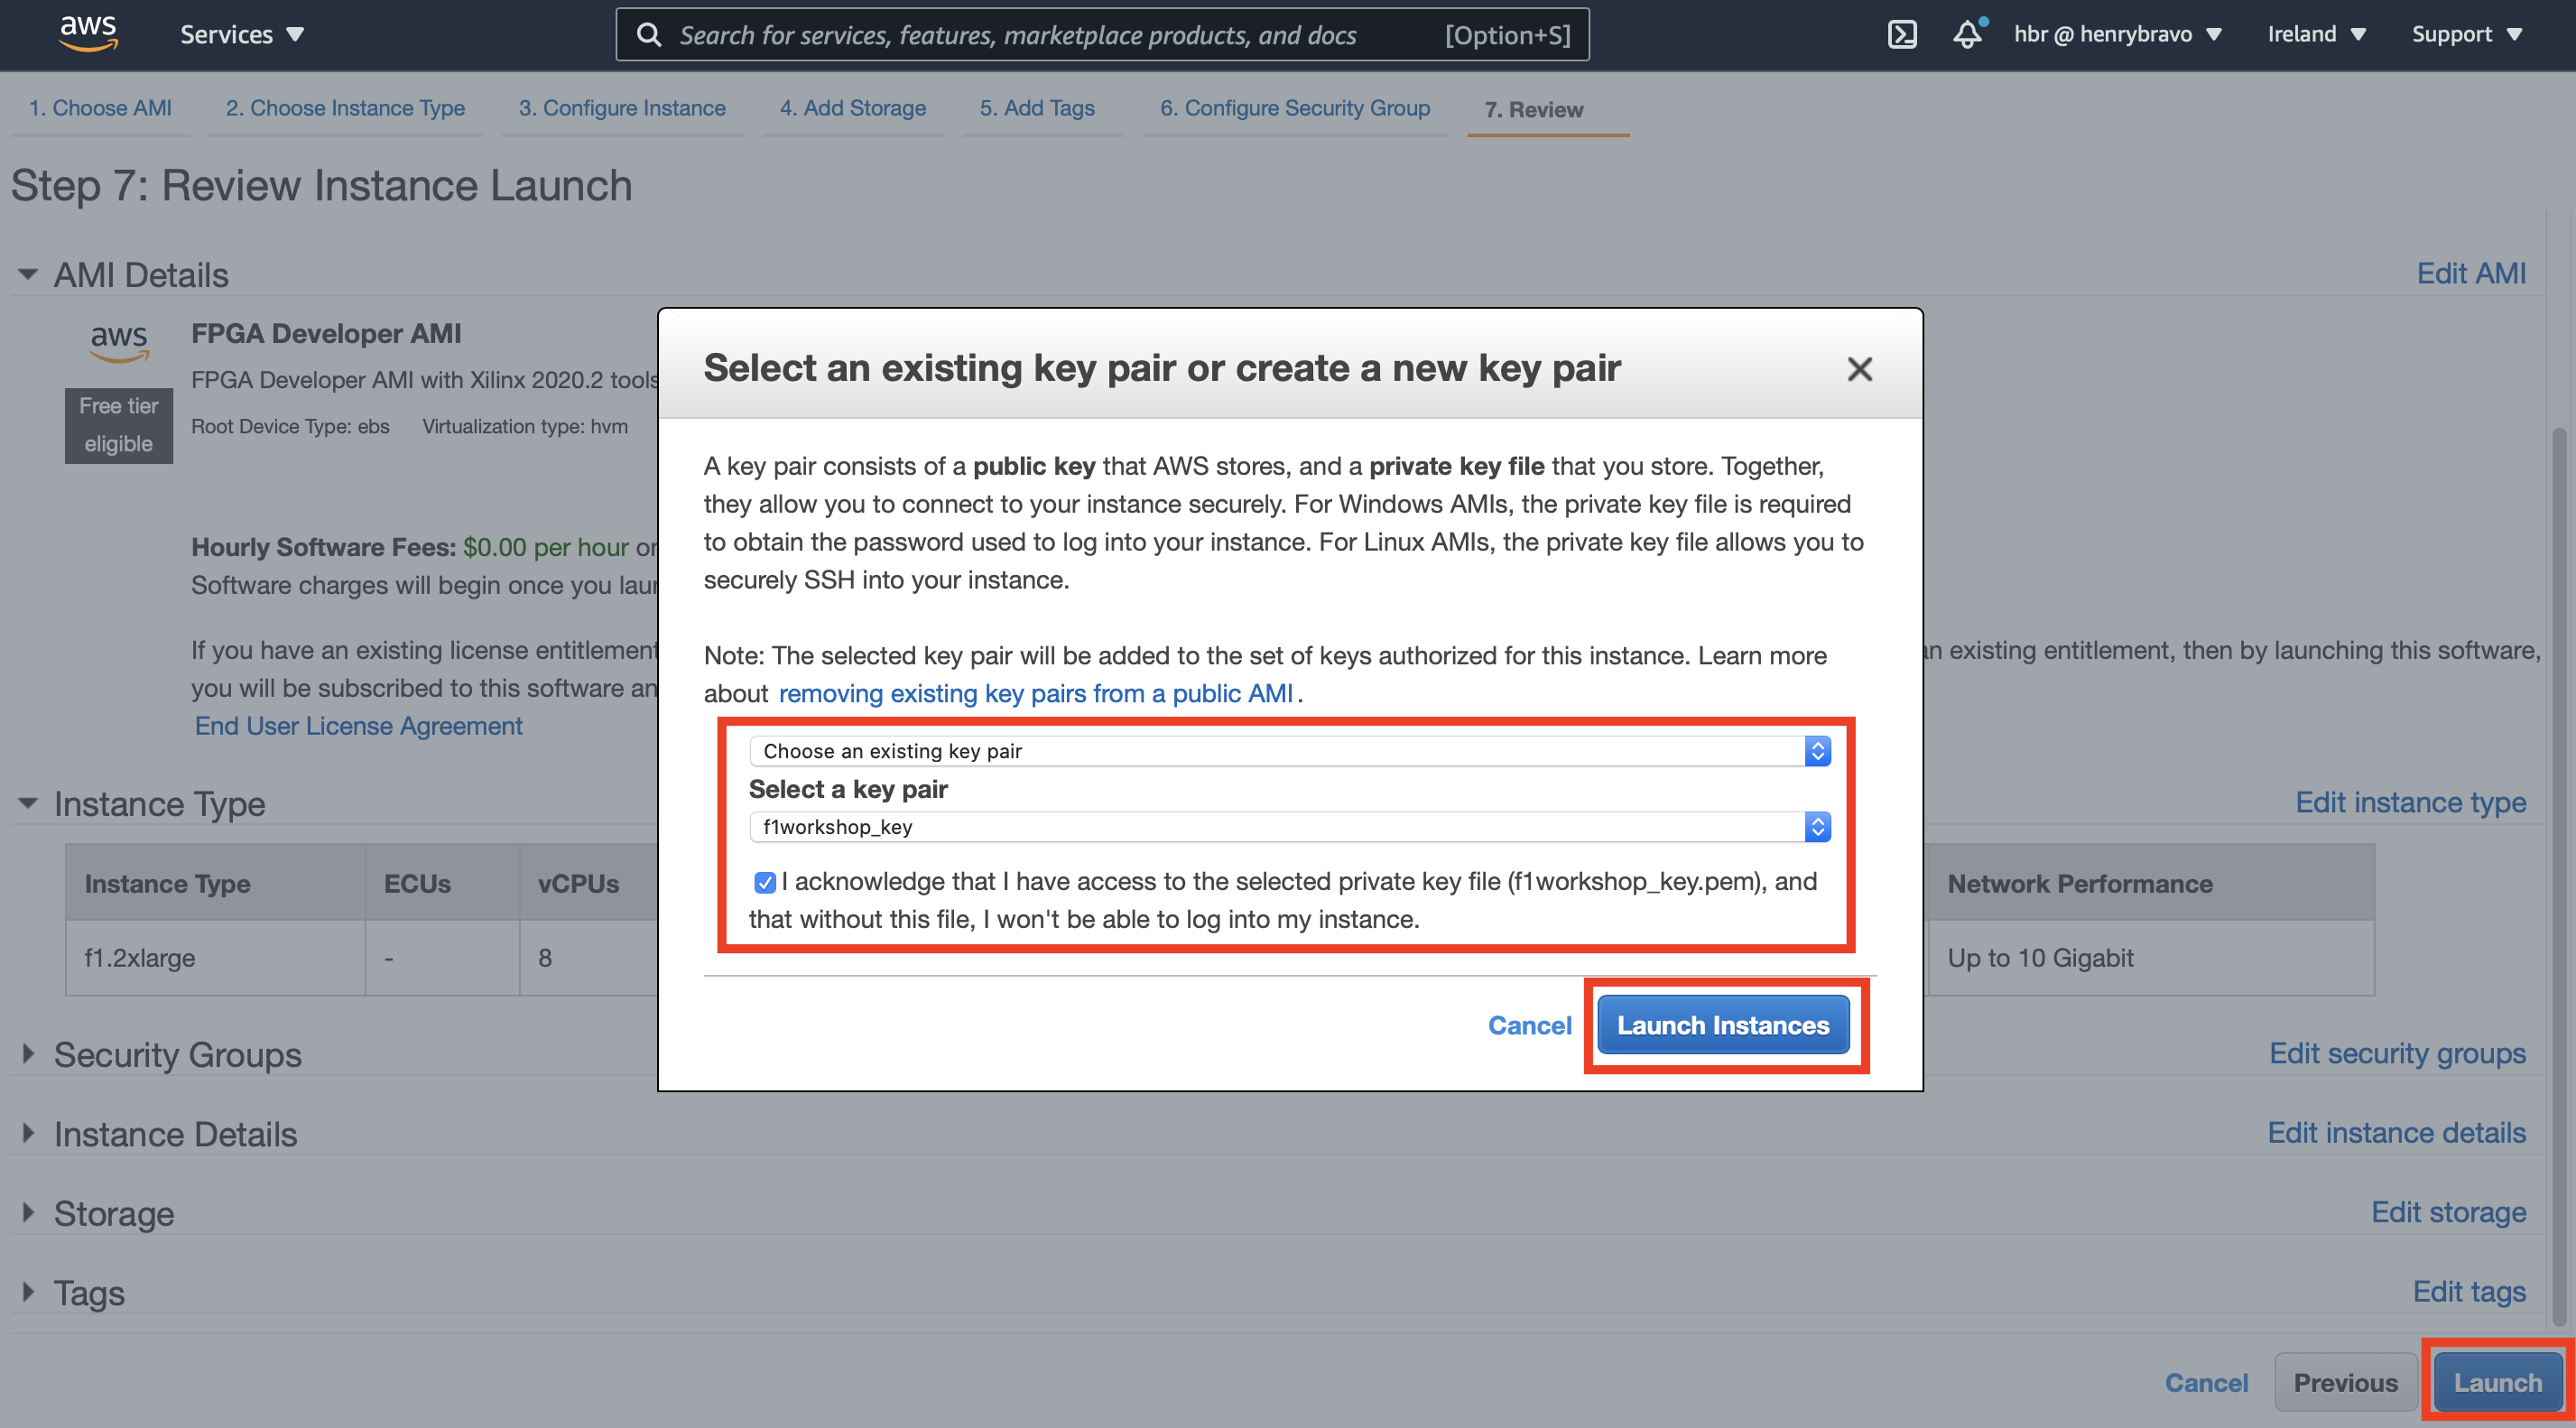 aws
Services
Search for services, features, marketplace products, and docs [Option+S]
hbr @ henrybravo
Ireland
Support
1. Choose AMI
2. Choose Instance Type
3. Configure Instance
4. Add Storage
5. Add Tags
6. Configure Security Group
7. Review
Step 7: Review Instance Launch
AMI Details
Edit AMI
aws
Free tier
eligible
FPGA Developer AMI
FPGA Developer AMI with Xilinx 2020.2 tools
Root Device Type: ebs Virtualization type: hvm
Hourly Software Fees: $0.00 per hour or
Software charges will begin once you
If you have an existing license entitlement
an existing entitlement, then by launching this software,
you will be subscribed to this software an
End User License Agreement
Instance Type
Edit instance type
Instance Type ECUs vCPUs Network Performance
f1.2xlarge - 8 Up to 10 Gigabit
Security Groups
Edit security groups
Instance Details
Edit instance details
Storage
Edit storage
Tags
Edit tags
Cancel
Previous
Launch
Select an existing key pair or create a new key pair
A key pair consists of a public key that AWS stores, and a private key file that you store. Together,
they allow you to connect to your instance securely. For Windows AMIs, the private key file is required
to obtain the password used to log into your instance. For Linux AMIs, the private key file allows you to
securely SSH into your instance.
Note: The selected key pair will be added to the set of keys authorized for this instance. Learn more
about removing existing key pairs from a public AMI.
Choose an existing key pair
Select a key pair
f1workshop_key
I acknowledge that I have access to the selected private key file (f1workshop_key.pem), and
that without this file, I won't be able to log into my instance.
Cancel
Launch Instances